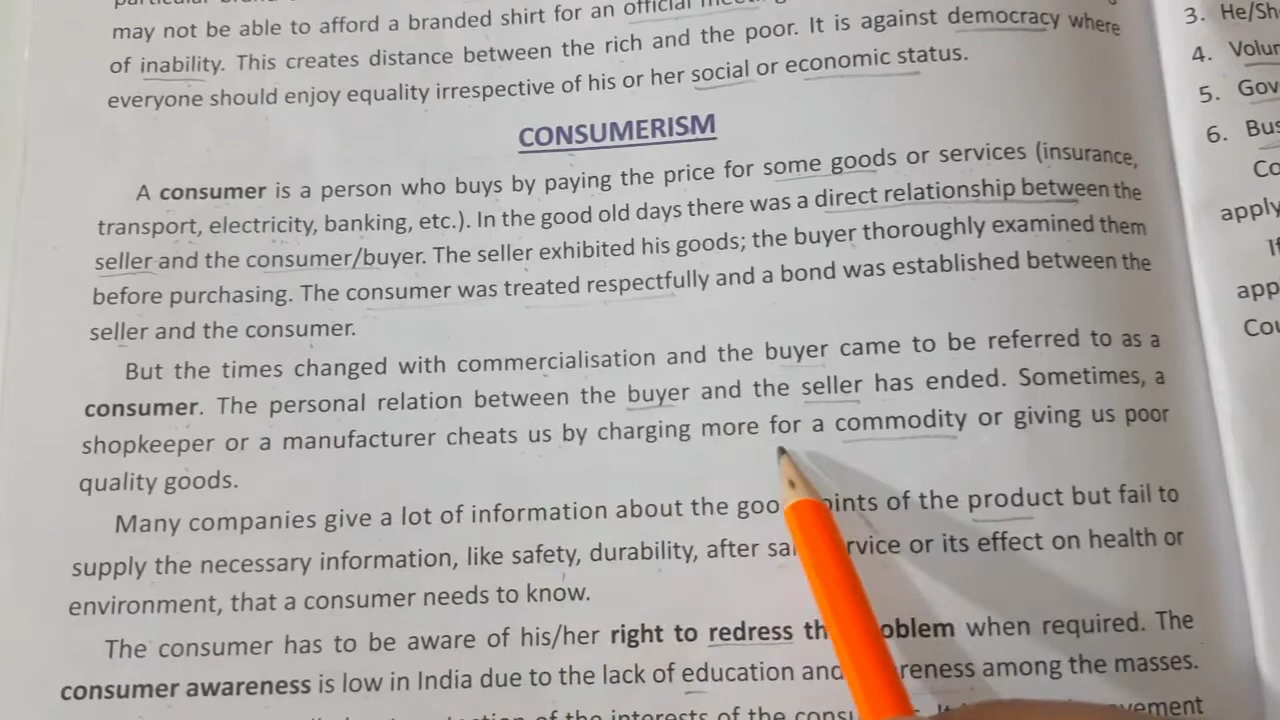 may not be able to afford a branded shirt for an official
of inability. This creates distance between the rich and the poor. It is against democracy where
everyone should enjoy equality irrespective of his or her social or economic status.
CONSUMERISM
A consumer is a person who buys by paying the price for some goods or services (insurance,
transport, electricity, banking, etc.). In the good old days there was a direct relationship between the
seller and the consumer/buyer. The seller exhibited his goods; the buyer thoroughly examined them
before purchasing. The consumer was treated respectfully and a bond was established between the
seller and the consumer.
But the times changed with commercialisation and the buyer came to be referred to as a
consumer. The personal relation between the buyer and the seller has ended. Sometimes, a
shopkeeper or a manufacturer cheats us by charging more for a commodity or giving us poor
quality goods.
Many companies give a lot of information about the of the product but fail to
supply the necessary information, like safety, durability, after or its effect on health or
environment, that a consumer needs to know.
The consumer has to be aware of his/her right to redress when required. The
consumer awareness is low in India due to the lack of education and among the masses.
of the interests of the
3. He/Sh
4. Volun
5. Gov
6. Bus
Co
apply
If
app
Cou